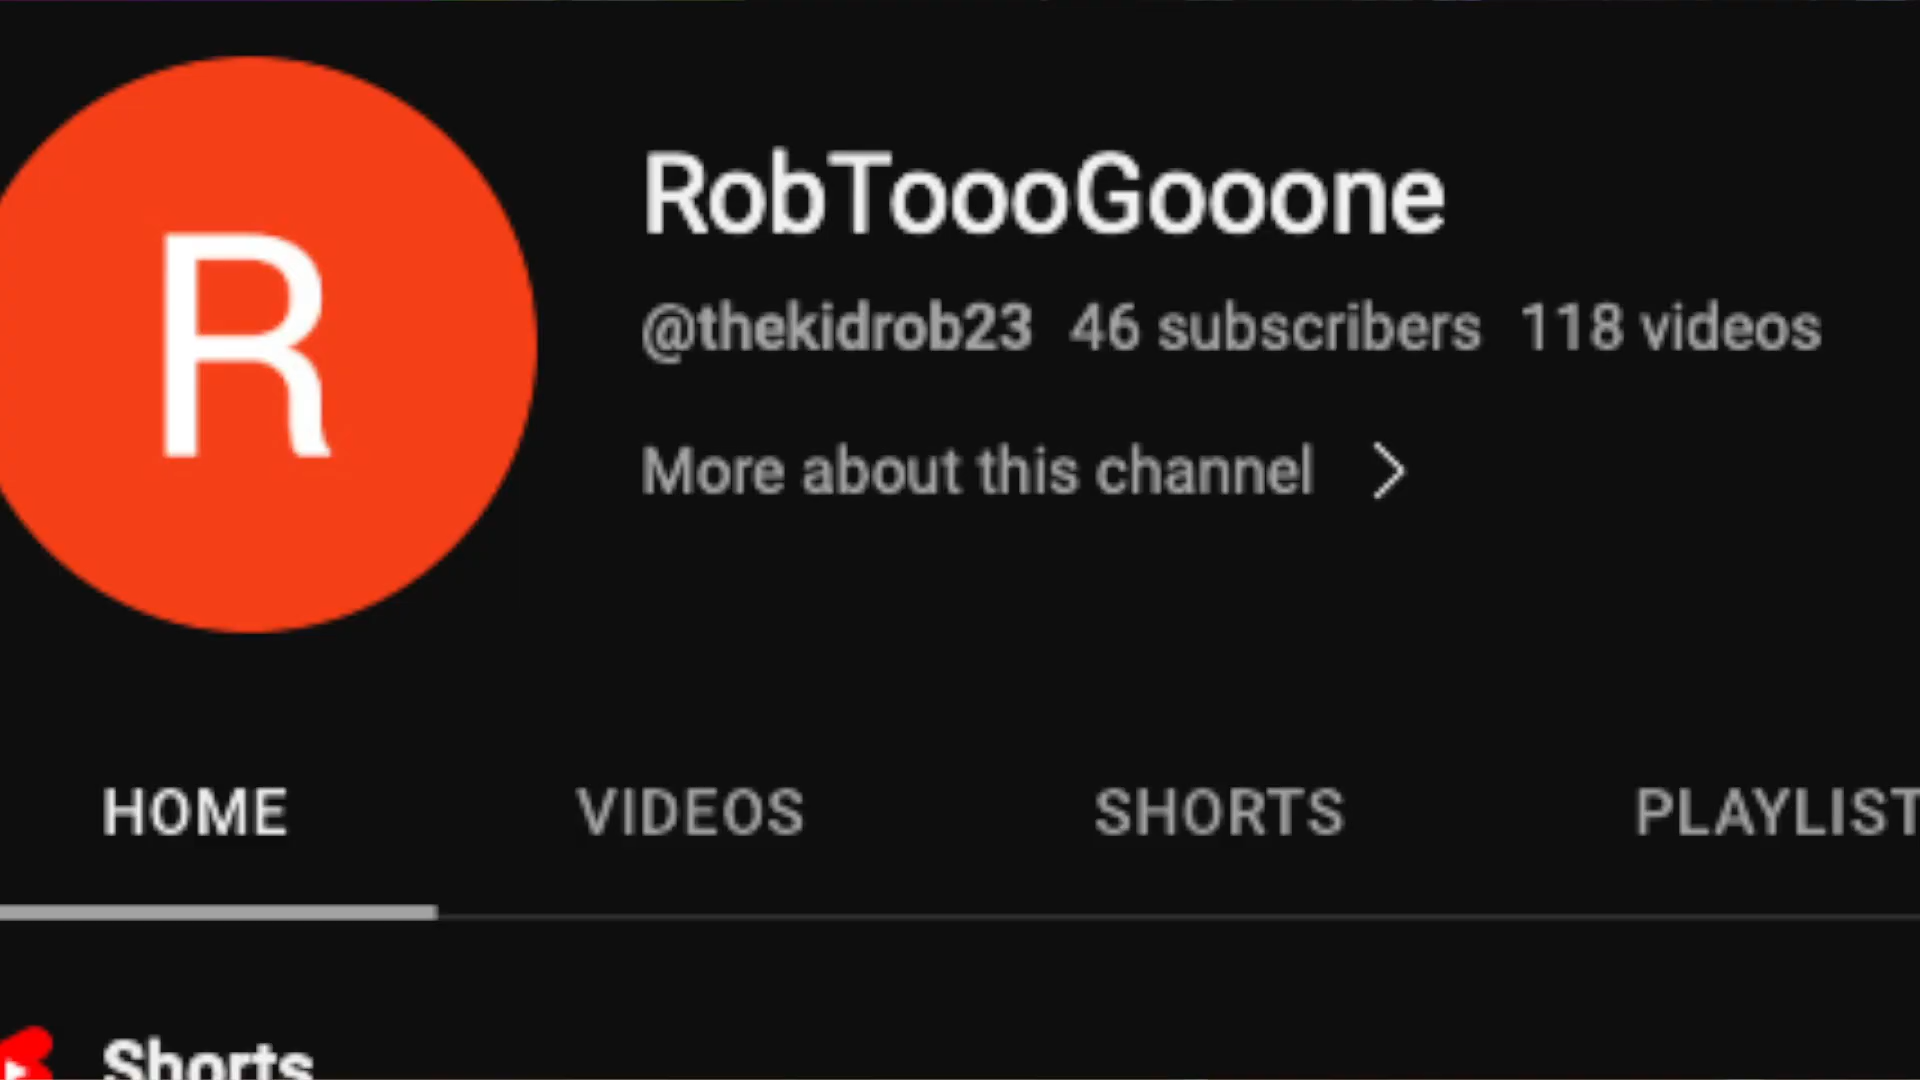 R
RobToooGooone
@thekidrob23 46 subscribers 118 videos
More about this channel
HOME VIDEOS SHORTS PLAYLIST
Shorts